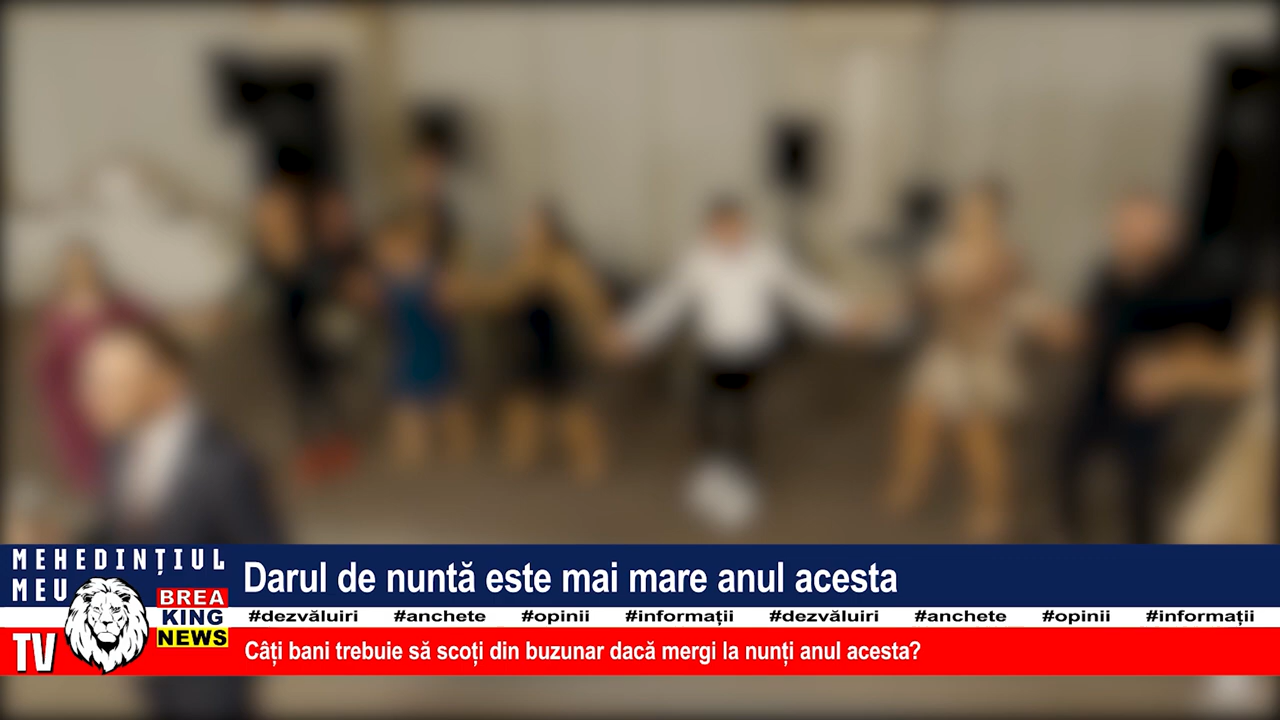 MEHEDINȚIUL
MEU
TV
BREA
KING
NEWS
Darul de nuntă este mai mare anul acesta
#dezvăluiri #anchete #opinii #informații #dezvăluiri #anchete #opinii #informații
Câți bani trebuie să scoți din buzunar dacă mergi la nunți anul acesta?